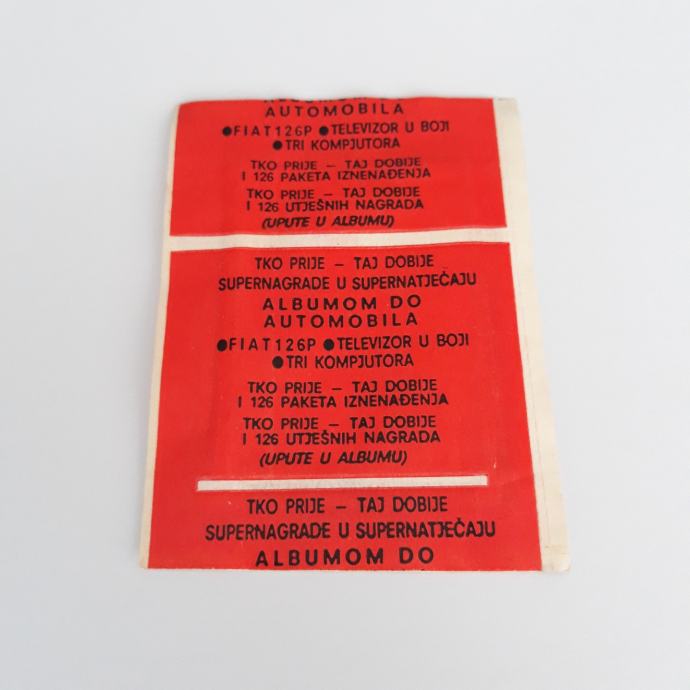 AUTOMOBILA
●FIAT126P ●TELEVIZOR U BOJI
●TRI KOMPJUTORA
TKO PRIJE – TAJ DOBIJE
I 126 PAKETA IZNENAĐENJA
TKO PRIJE – TAJ DOBIJE
I 126 UTJEŠNIH NAGRADA
(UPUTE U ALBUMU)
TKO PRIJE – TAJ DOBIJE
SUPERNAGRADE U SUPERNATJEČAJU
ALBUMOM DO
AUTOMOBILA
●FIAT126P ●TELEVIZOR U BOJI
●TRI KOMPJUTORA
TKO PRIJE – TAJ DOBIJE
I 126 PAKETA IZNENAĐENJA
TKO PRIJE – TAJ DOBIJE
I 126 UTJEŠNIH NAGRADA
(UPUTE U ALBUMU)
TKO PRIJE – TAJ DOBIJE
SUPERNAGRADE U SUPERNATJEČAJU
ALBUMOM DO